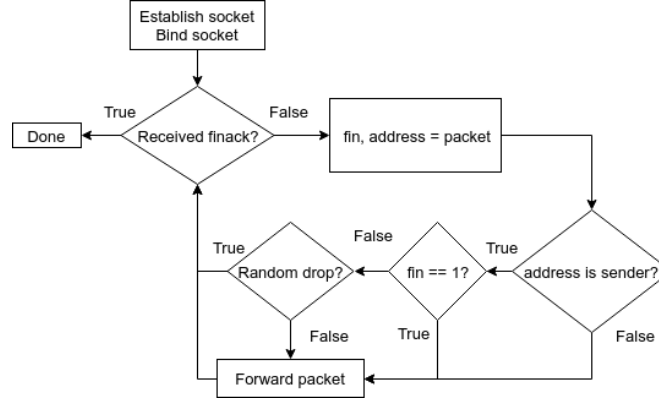 Establish socket
Bind socket
True
False
Done
Received finack?
fin, address = packet
True
False
True
Random drop?
fin == 1?
address is sender?
False
True
False
Forward packet